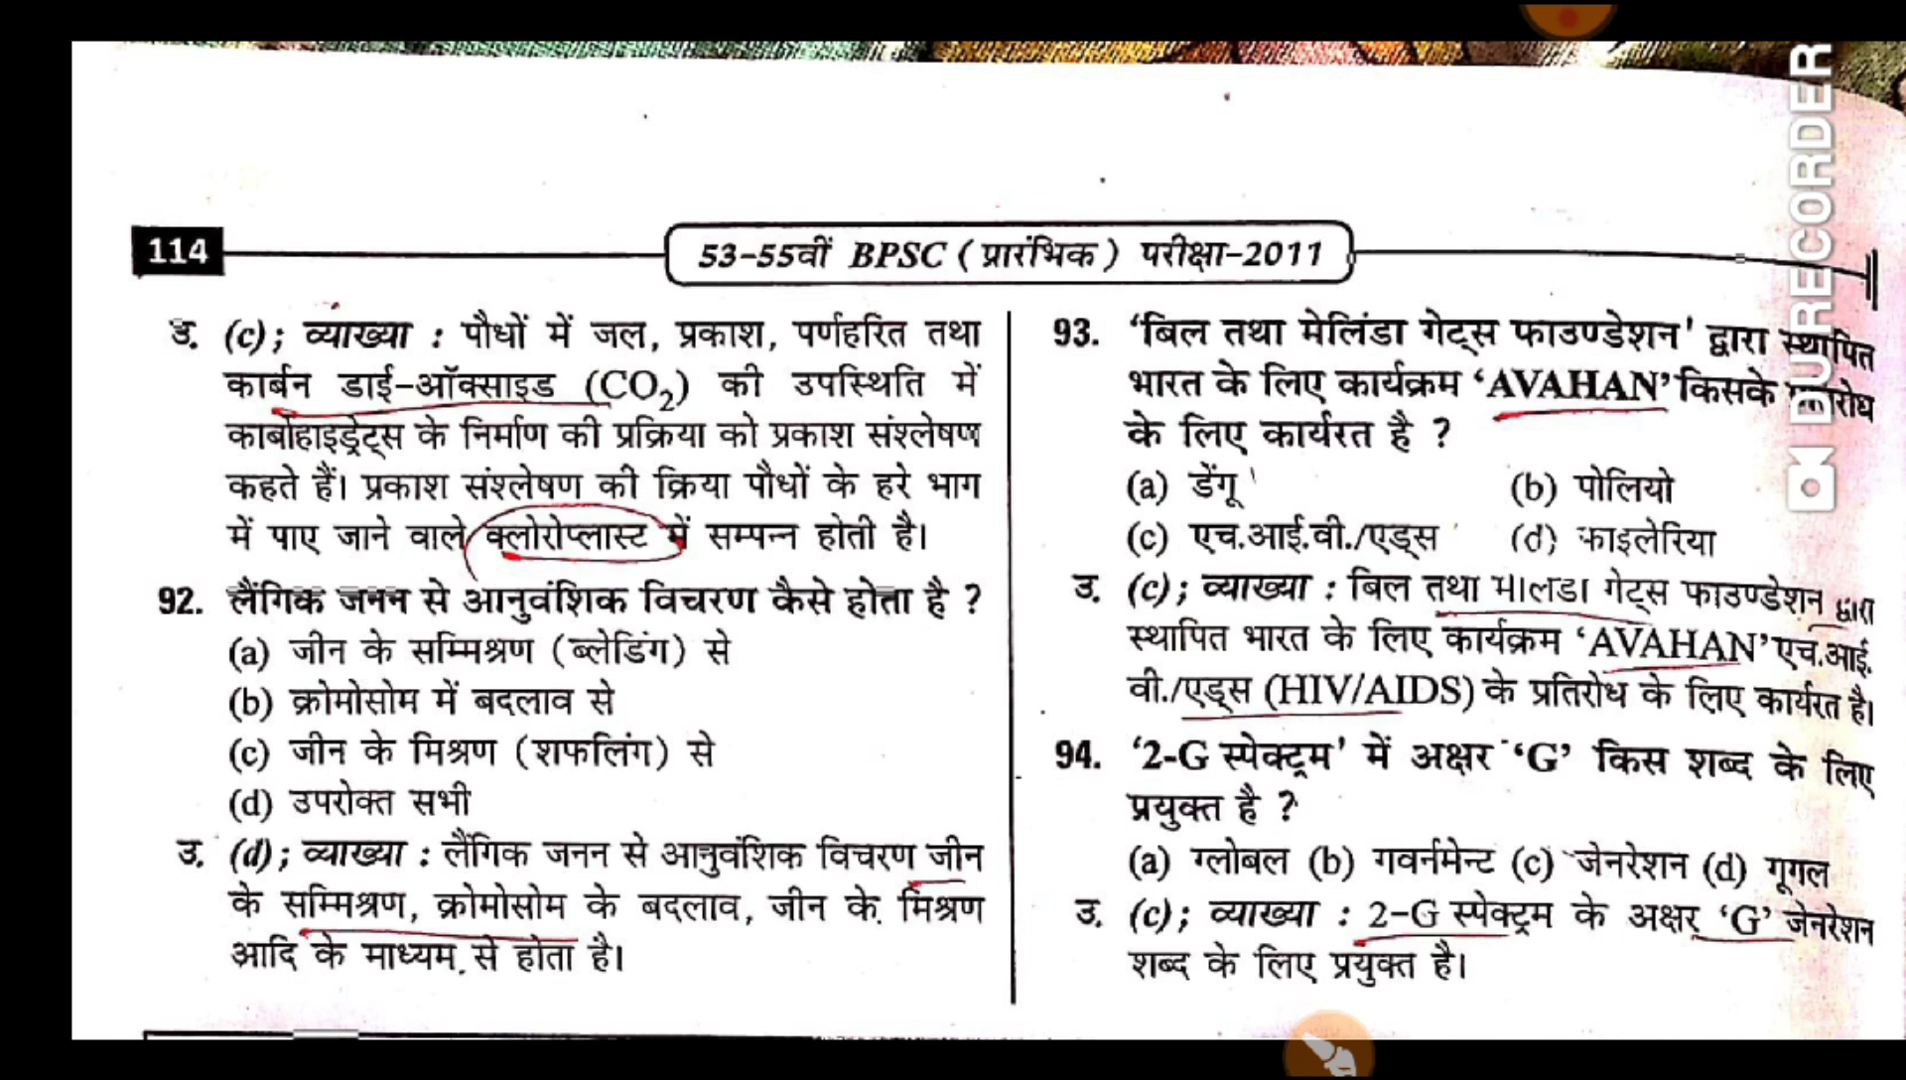 114
53-55वीं BPSC (प्रारंभिक) परीक्षा-2011
उ. (c); व्याख्या : पौधों में जल, प्रकाश, पर्णहरित तथा
कार्बन डाई-ऑक्साइड (CO₂) की उपस्थिति में
कार्बोहाइड्रेट्स के निर्माण की प्रक्रिया को प्रकाश संश्लेषण
कहते हैं। प्रकाश संश्लेषण की क्रिया पौधों के हरे भाग
में पाए जाने वाले क्लोरोप्लास्ट में सम्पन्न होती है।
92. लैंगिक जनन से आनुवंशिक विचरण कैसे होता है ?
(a) जीन के सम्मिश्रण (ब्लेडिंग) से
(b) क्रोमोसोम में बदलाव से
(c) जीन के मिश्रण (शफलिंग) से
(d) उपरोक्त सभी
उ. (d); व्याख्या : लैंगिक जनन से आनुवंशिक विचरण जीन
के सम्मिश्रण, क्रोमोसोम के बदलाव, जीन के मिश्रण
आदि के माध्यम से होता है।
93. 'बिल तथा मेलिंडा गेट्स फाउण्डेशन' द्वारा स्थापित
भारत के लिए कार्यक्रम 'AVAHAN' किसके
के लिए कार्यरत है ?
(a) डेंगू (b) पोलियो
(c) एच.आई.वी./एड्स (d) फाइलेरिया
उ. (c); व्याख्या : बिल तथा गेट्स फाउण्डेशन द्वारा
स्थापित भारत के लिए कार्यक्रम 'AVAHAN' एच.आई.
वी./एड्स (HIV/AIDS) के प्रतिरोध के लिए कार्यरत है।
94. '2-G स्पेक्ट्रम' में अक्षर 'G' किस शब्द के लिए
प्रयुक्त है ?
(a) ग्लोबल (b) गवर्नमेन्ट (c) जेनरेशन (d) गूगल
उ. (c); व्याख्या : 2-G स्पेक्ट्रम के अक्षर 'G' जेनरेशन
शब्द के लिए प्रयुक्त है।
DURECORDER